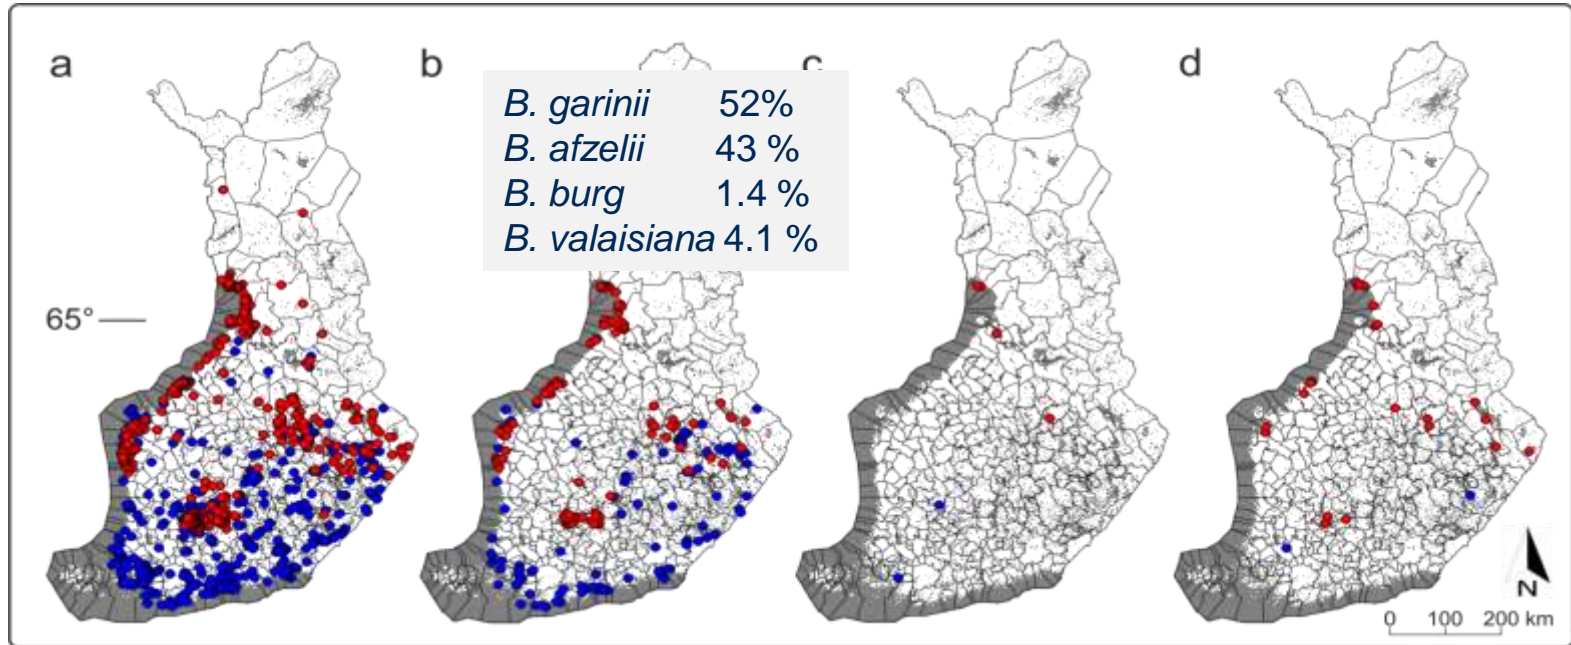 a
b
c
d
B. garinii 52%
B. afzelii 43 %
B. burg 1.4 %
B. valaisiana 4.1 %
65°
N
0 100 200 km